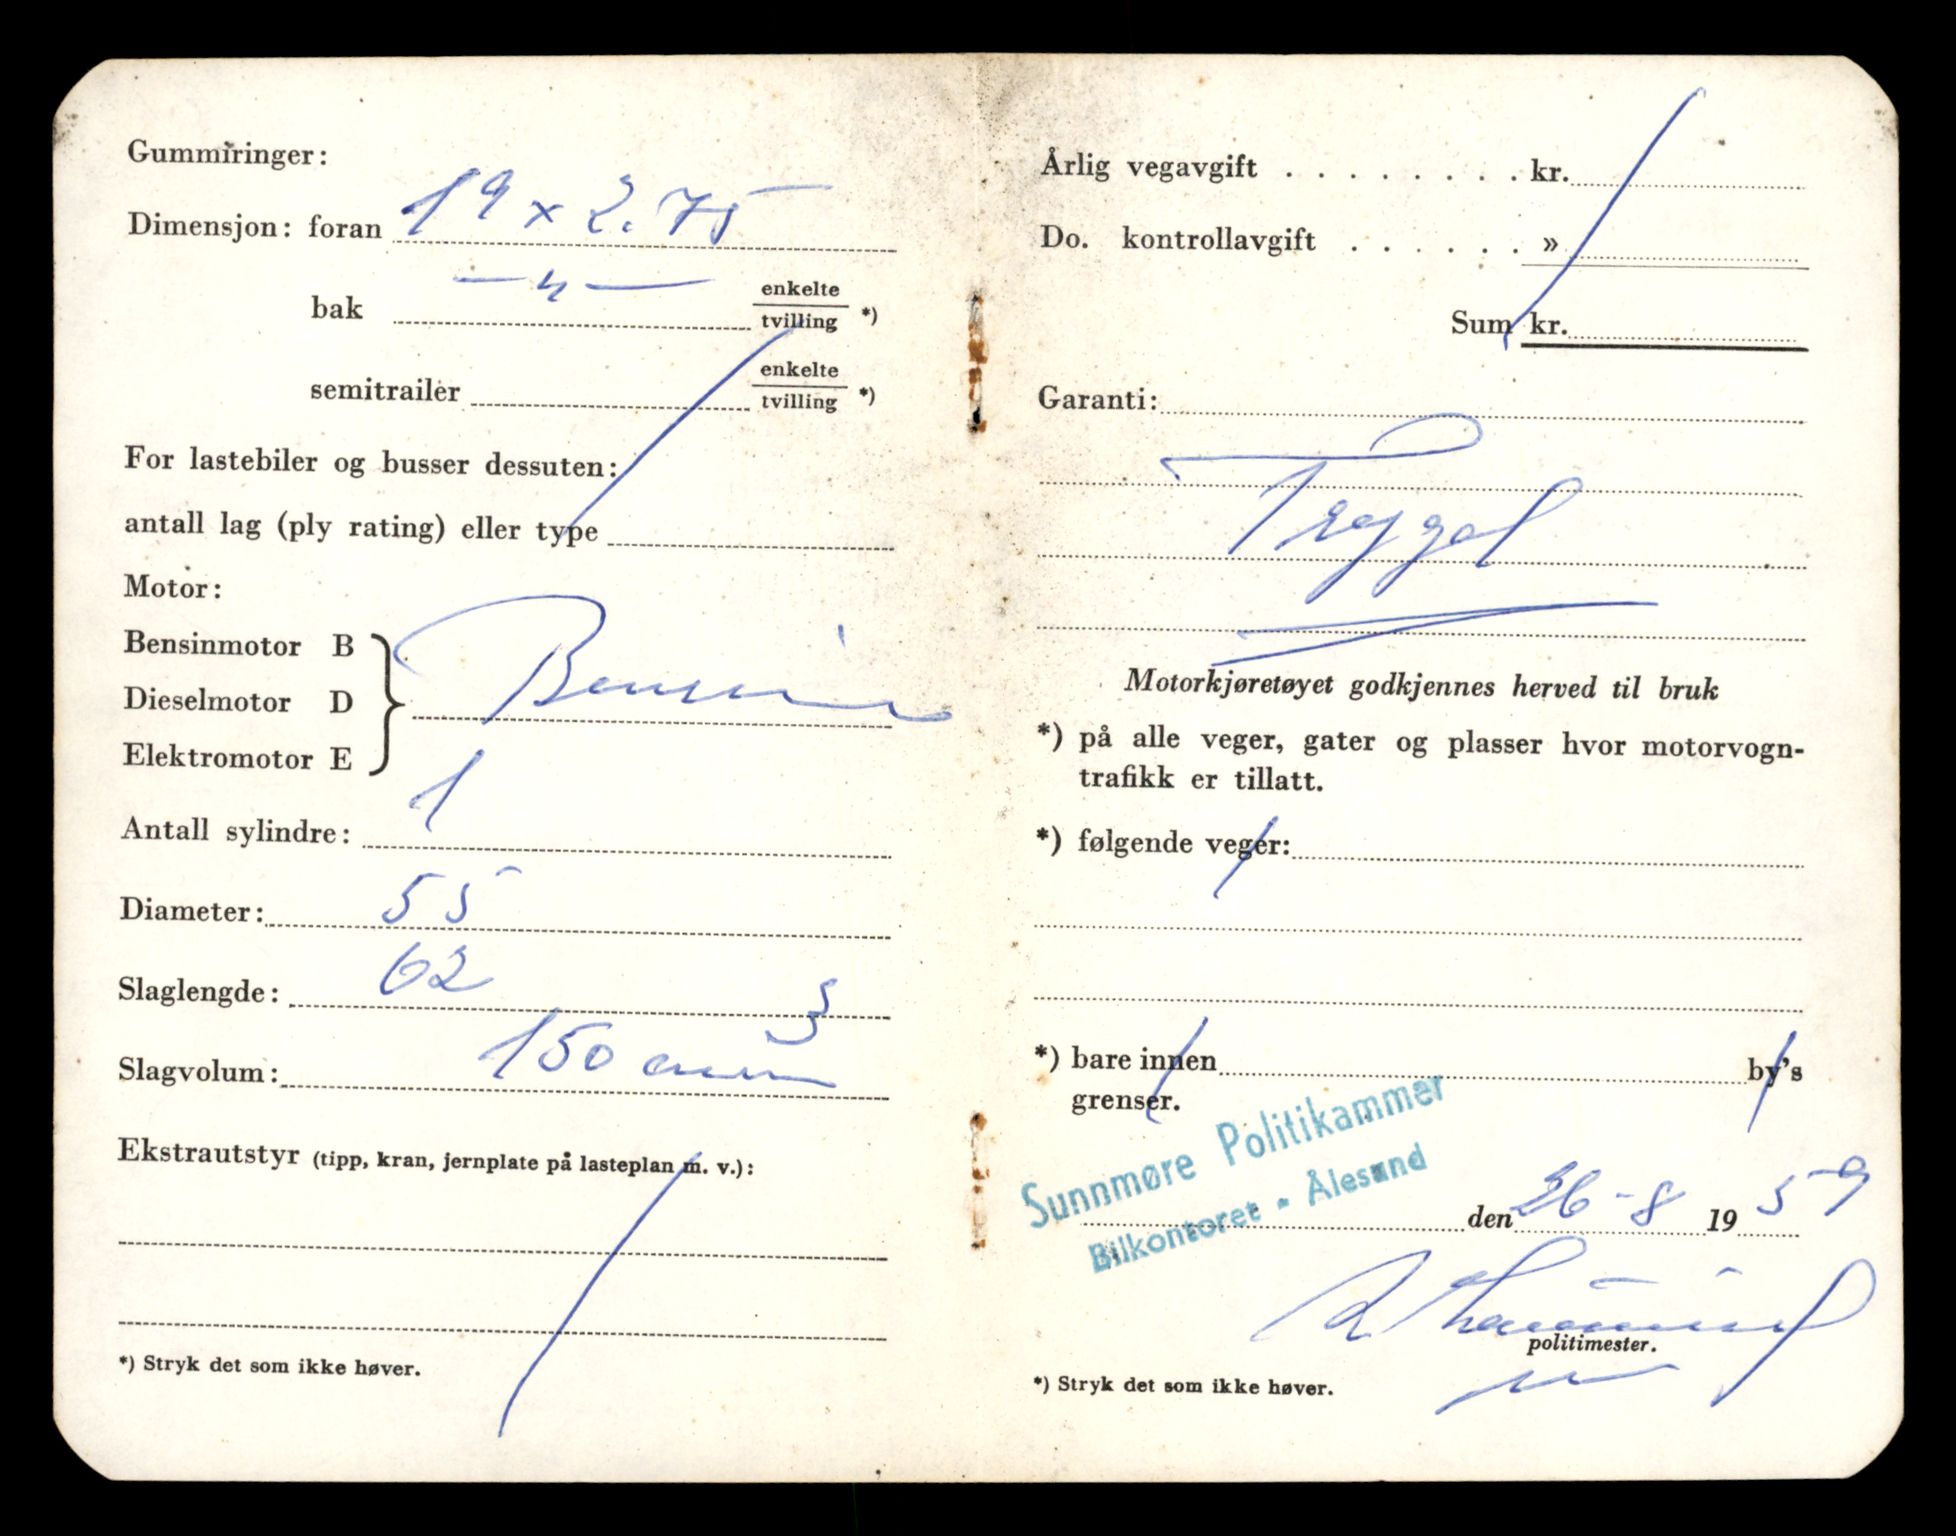 Gummiringer:
Dimensjon: foran 19 x 2.75
bak —"— enkelte
tvilling *)
semitrailer enkelte
tvilling *)
For lastebiler og busser dessuten:
antall lag (ply rating) eller type
Motor:
Bensinmotor B
Dieselmotor D } Bensin
Elektromotor E
Antall sylindre: 1
Diameter: 55
Slaglengde: 62
Slagvolum: 150 cm³
Ekstrautstyr (tipp, kran, jernplate på lasteplan m. v.):
*) Stryk det som ikke høver.
Årlig vegavgift . . . . . . . . kr.
Do. kontrollavgift . . . . . . »
Sum kr.
Garanti:
Motorkjøretøyet godkjennes herved til bruk
*) på alle veger, gater og plasser hvor motorvogn-
trafikk er tillatt.
*) følgende veger:
*) bare innen by's
grenser.
Sunnmøre Politikammer
Bilkontoret - Ålesund
den 26-8 19 59
politimester.
*) Stryk det som ikke høver.